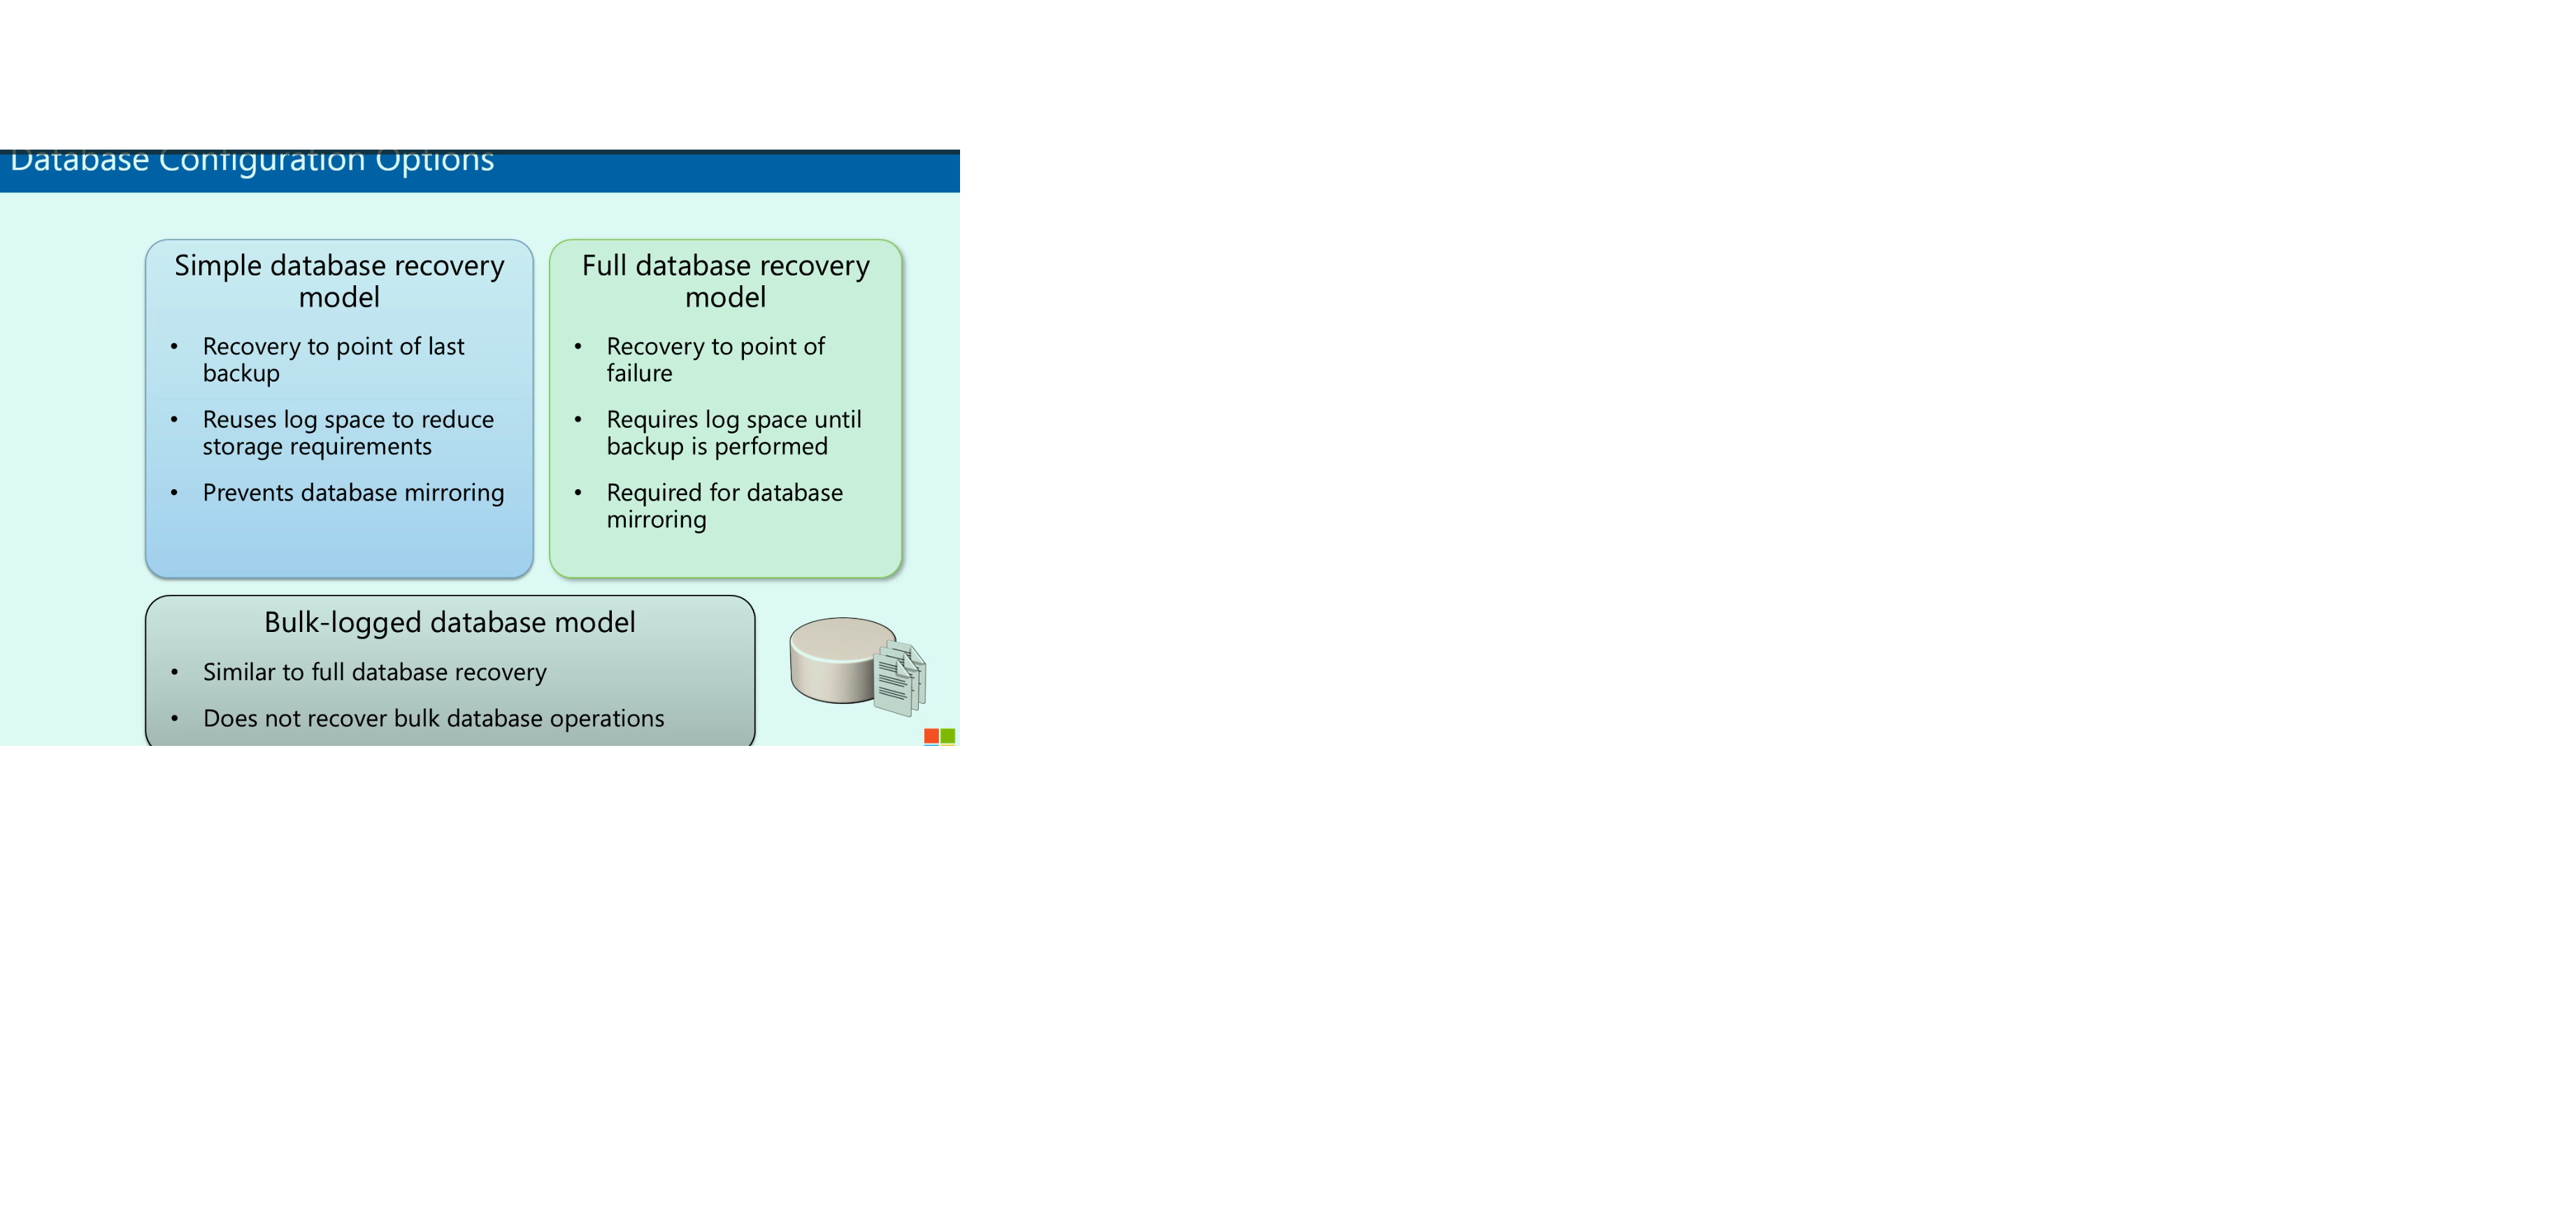 Database Configuration Options
Simple database recovery
model
• Recovery to point of last
backup
• Reuses log space to reduce
storage requirements
• Prevents database mirroring
Full database recovery
model
• Recovery to point of
failure
• Requires log space until
backup is performed
• Required for database
mirroring
Bulk-logged database model
• Similar to full database recovery
• Does not recover bulk database operations